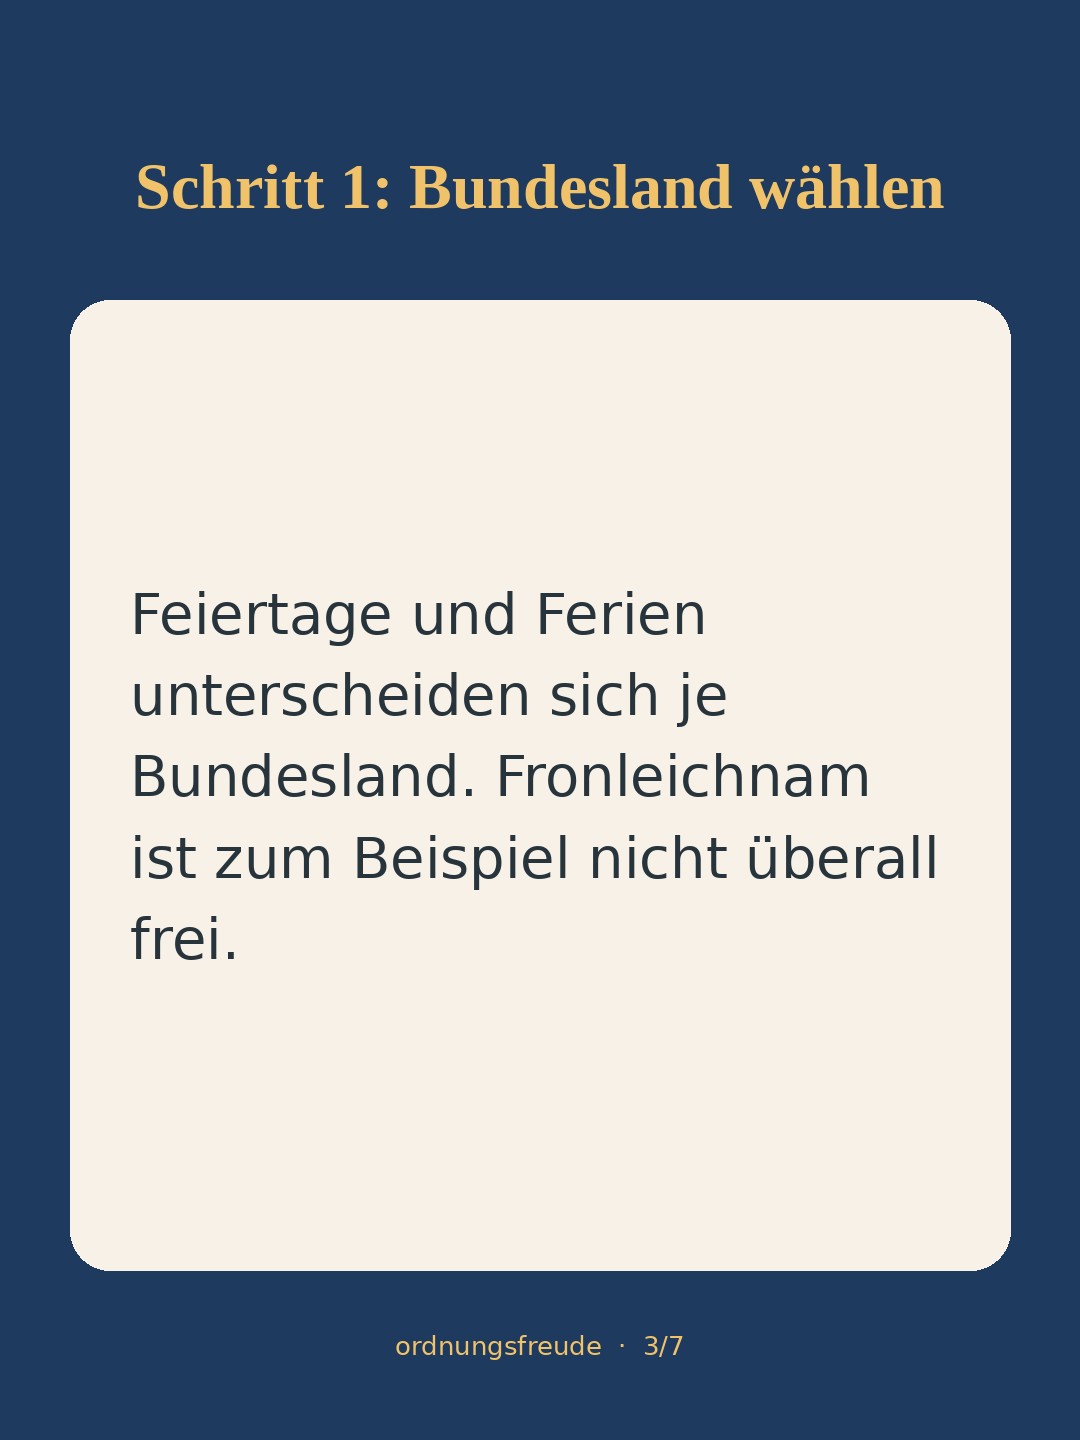 Schritt 1: Bundesland wählen
Feiertage und Ferien
unterscheiden sich je
Bundesland. Fronleichnam
ist zum Beispiel nicht überall
frei.
ordnungsfreude · 3/7